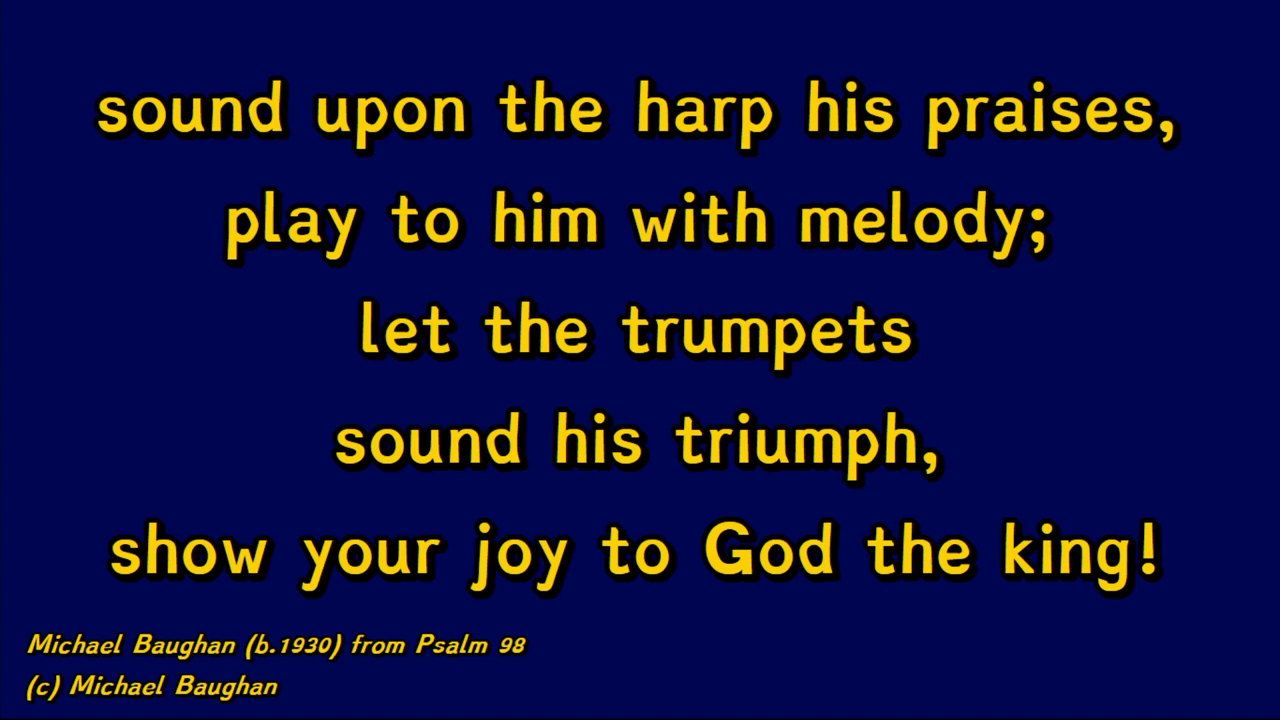 sound upon the harp his praises,
play to him with melody;
let the trumpets
sound his triumph,
show your joy to God the king!
Michael Baughan (b.1930) from Psalm 98
(c) Michael Baughan